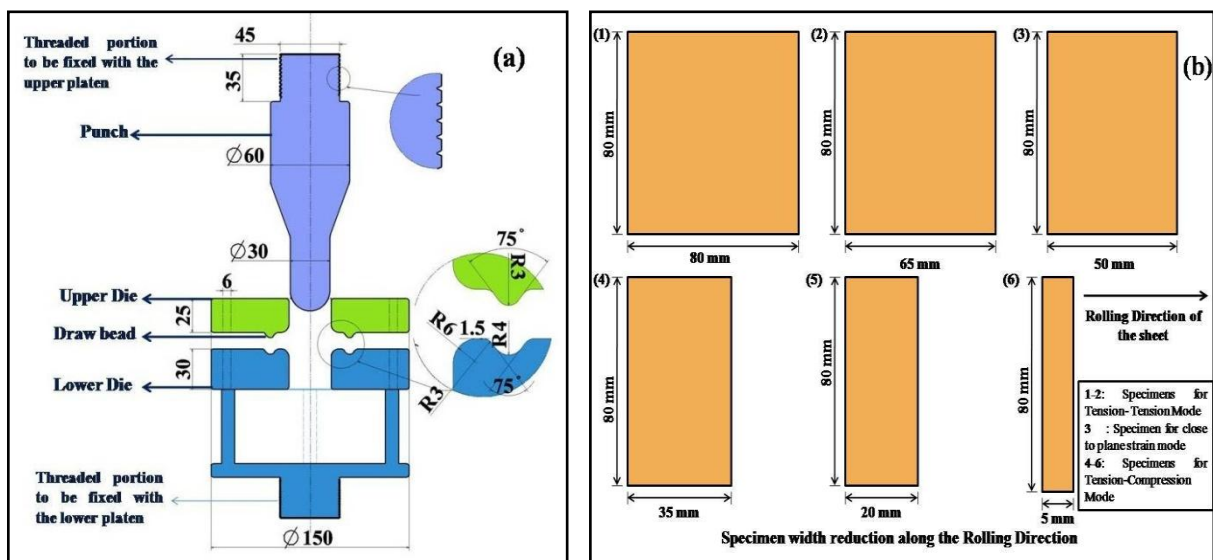 (a)
45
Threaded portion
to be fixed with the
upper platen
35
Punch
Ø60
Ø30
75°
R3
6
Upper Die
25
Draw bead
R6
1.5
R4
30
Lower Die
R3
75°
Threaded portion
to be fixed with
the lower platen
Ø150
(b)
(1)
80 mm
80 mm
(2)
80 mm
65 mm
(3)
80 mm
50 mm
(4)
80 mm
35 mm
(5)
80 mm
20 mm
(6)
80 mm
5 mm
Rolling Direction of
the sheet
1-2: Specimens for
Tension- Tension Mode
3 : Specimen for close
to plane strain mode
4-6: Specimens for
Tension-Compression
Mode
Specimen width reduction along the Rolling Direction